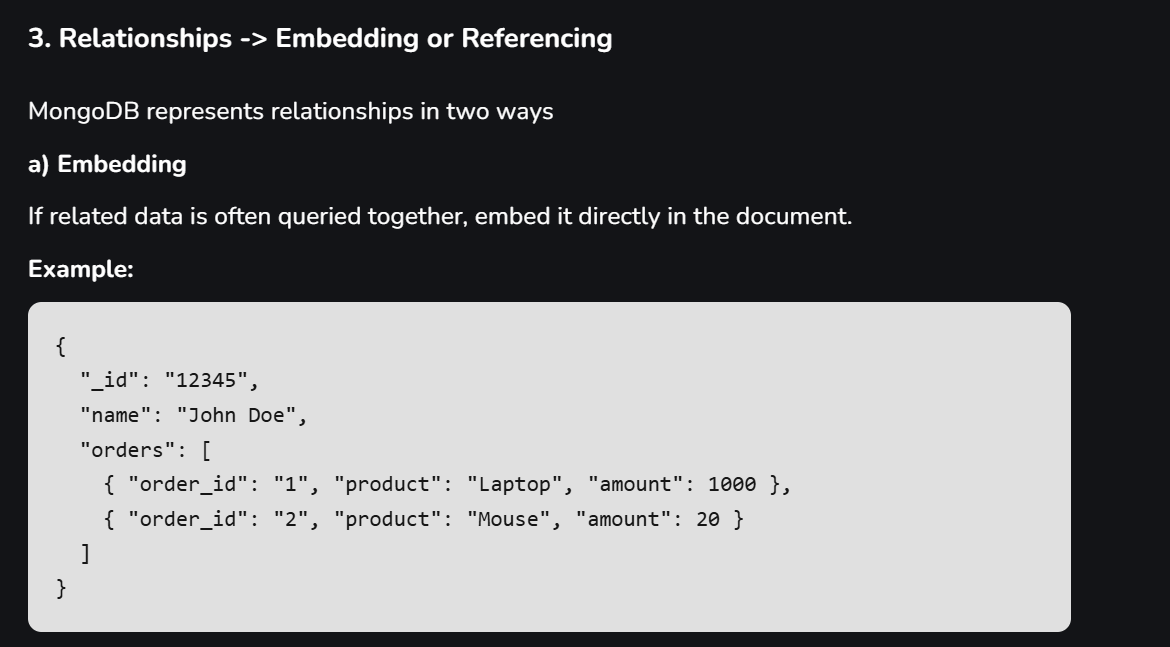 3. Relationships -> Embedding or Referencing
MongoDB represents relationships in two ways
a) Embedding
If related data is often queried together, embed it directly in the document.
Example:
{
  "_id": "12345",
  "name": "John Doe",
  "orders": [
    { "order_id": "1", "product": "Laptop", "amount": 1000 },
    { "order_id": "2", "product": "Mouse", "amount": 20 }
  ]
}